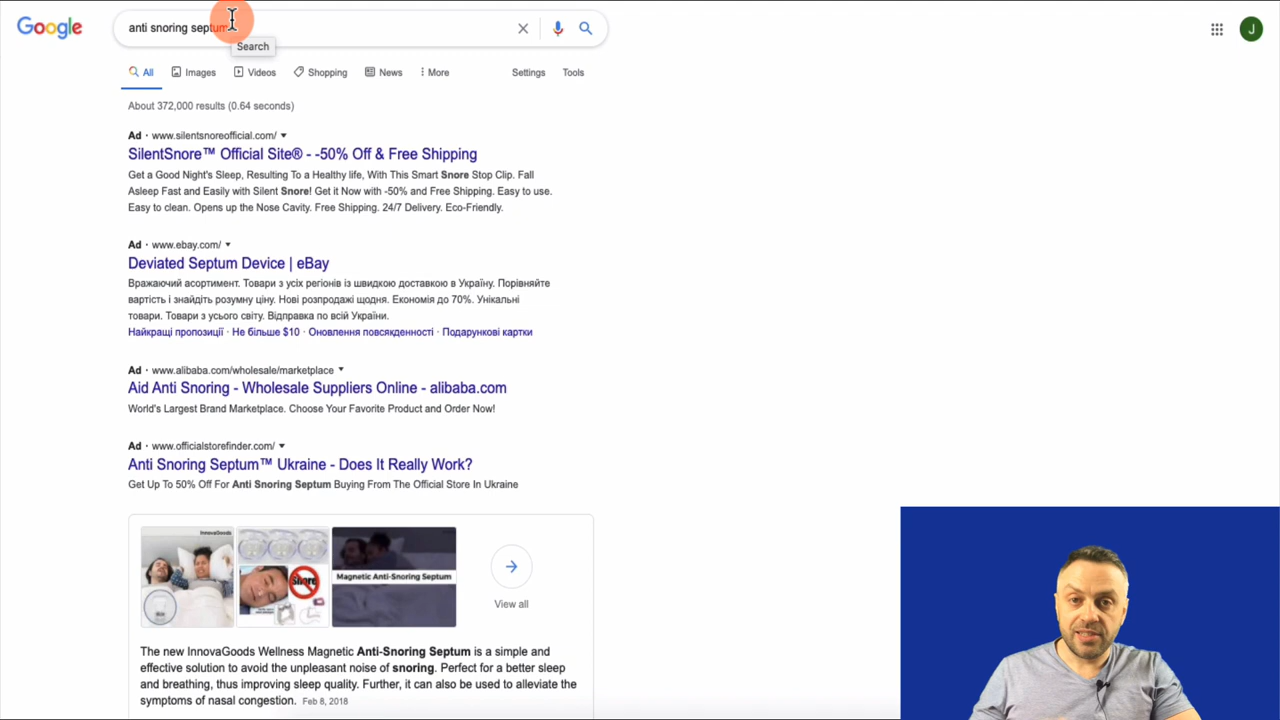 Google
anti snoring septum
Search
J
All
Images
Videos
Shopping
News
More
Settings
Tools
About 372,000 results (0.64 seconds)
Ad · www.silentsnoreofficial.com/
SilentSnore™ Official Site® - -50% Off & Free Shipping
Get a Good Night's Sleep, Resulting To a Healthy life, With This Smart Snore Stop Clip. Fall
Asleep Fast and Easily with Silent Snore! Get it Now with -50% and Free Shipping. Easy to use.
Easy to clean. Opens up the Nose Cavity. Free Shipping. 24/7 Delivery. Eco-Friendly.
Ad · www.ebay.com/
Deviated Septum Device | eBay
Вражаючий асортимент. Товари з усіх регіонів із швидкою доставкою в Україну. Порівняйте
вартість і знайдіть розумну ціну. Нові розпродажі щодня. Економія до 70%. Унікальні
товари. Товари з усього світу. Відправка по всій України.
Найкращі пропозиції · Не більше $10 · Оновлення повсякденності · Подарункові картки
Ad · www.alibaba.com/wholesale/marketplace
Aid Anti Snoring - Wholesale Suppliers Online - alibaba.com
World's Largest Brand Marketplace. Choose Your Favorite Product and Order Now!
Ad · www.officialstorefinder.com/
Anti Snoring Septum™ Ukraine - Does It Really Work?
Get Up To 50% Off For Anti Snoring Septum Buying From The Official Store In Ukraine
InnovaGoods
Snore
Magnetic Anti-Snoring Septum
View all
The new InnovaGoods Wellness Magnetic Anti-Snoring Septum is a simple and
effective solution to avoid the unpleasant noise of snoring. Perfect for a better sleep
and breathing, thus improving sleep quality. Further, it can also be used to alleviate the
symptoms of nasal congestion. Feb 8, 2018